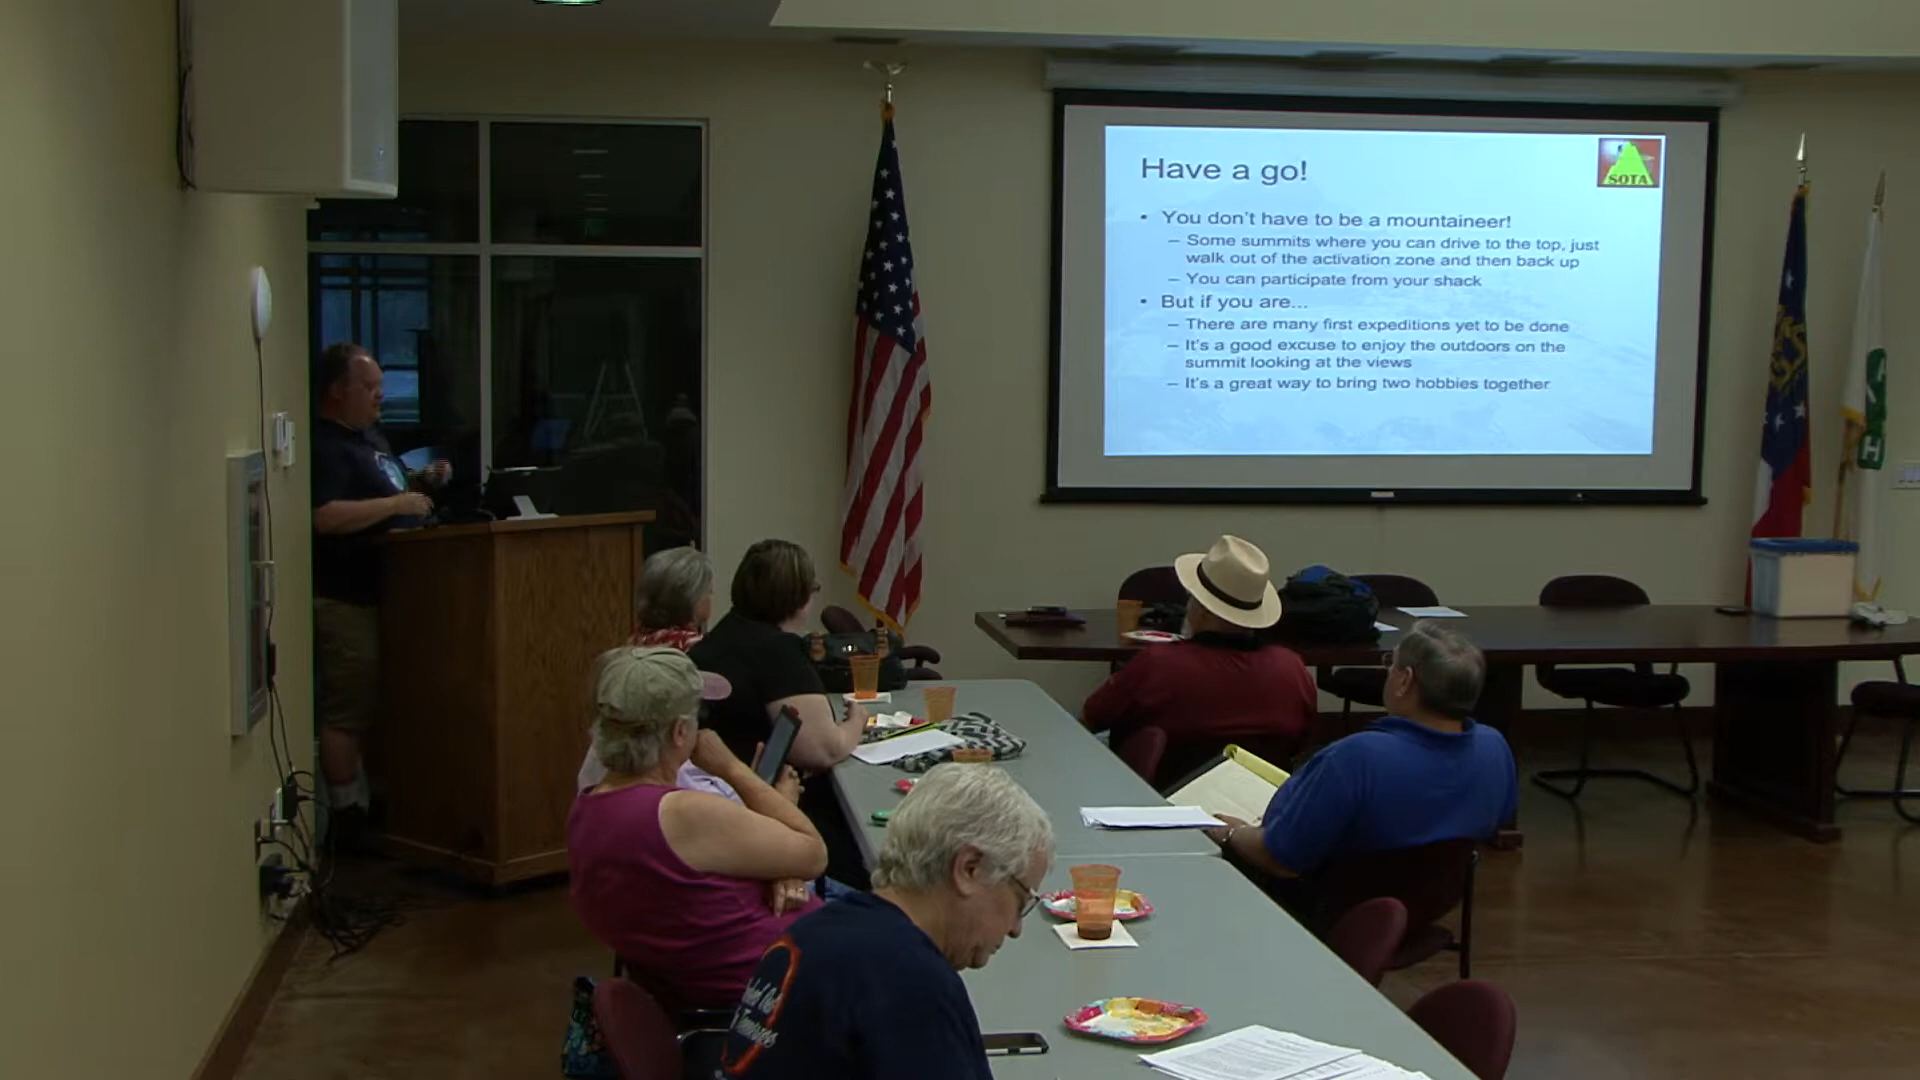 Have a go!
SOTA
• You don't have to be a mountaineer!
– Some summits where you can drive to the top, just
walk out of the activation zone and then back up
– You can participate from your shack
• But if you are...
– There are many first expeditions yet to be done
– It's a good excuse to enjoy the outdoors on the
summit looking at the views
– It's a great way to bring two hobbies together
H